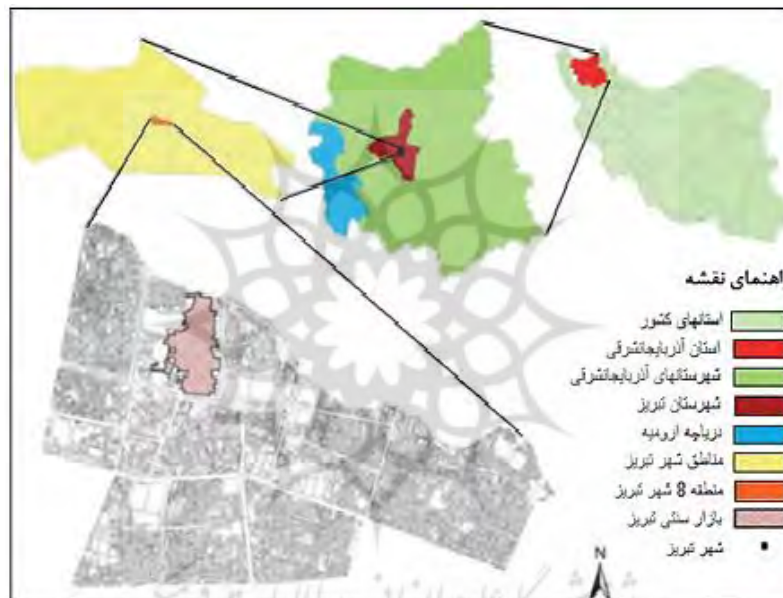 اهنمای نقشه
استانهای کشور
استان آذربایجانشرقی
شهرستانهای آذربایجانشرقی
شهرستان تبریز
دریاچه ارومیه
مناطق شهر تبریز
منطقه 8 شهر تبریز
بازار سنتی تبریز
شهر تبریز
N